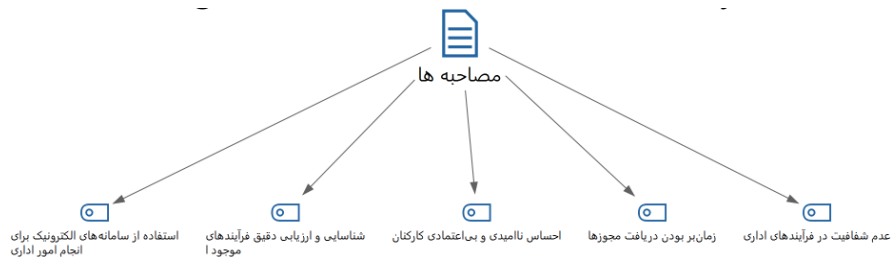 مصاحبه ها
عدم شفافیت در فرآیندهای اداری
زمان‌بر بودن دریافت مجوزها
احساس ناامیدی و بی‌اعتمادی کارکنان
شناسایی و ارزیابی دقیق فرآیندهای
موجود ا
استفاده از سامانه‌های الکترونیک برای
انجام امور اداری